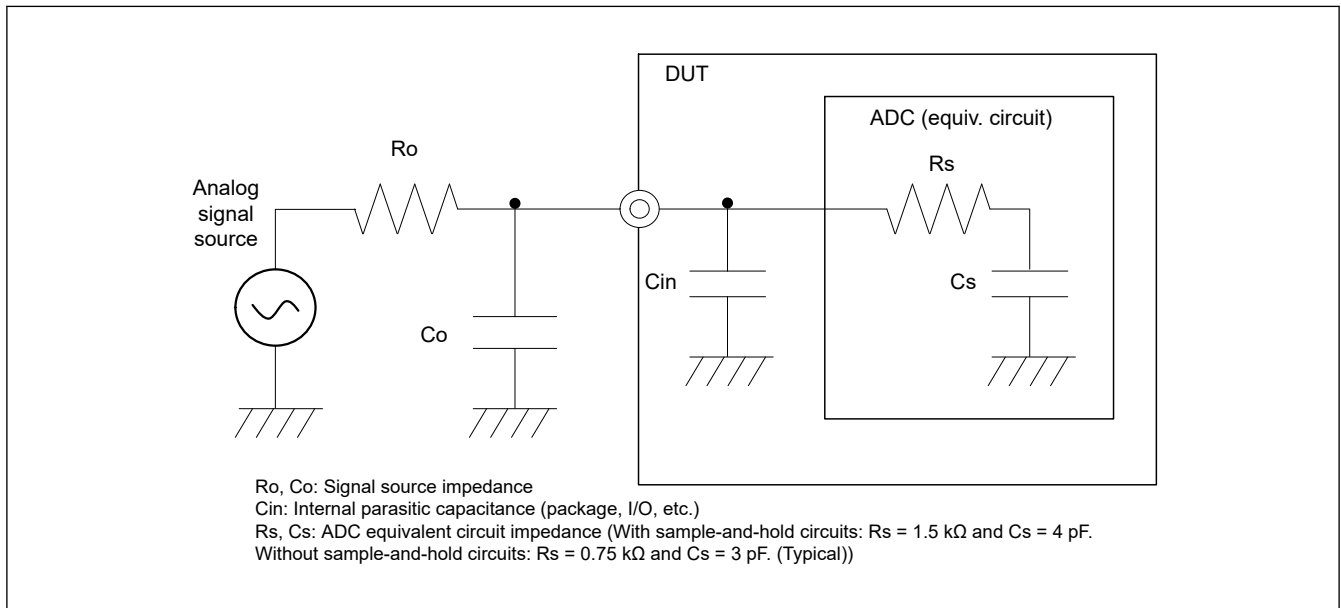 DUT
ADC (equiv. circuit)
Ro
Rs
Analog
signal
source
Cin
Cs
Co
Ro, Co: Signal source impedance
Cin: Internal parasitic capacitance (package, I/O, etc.)
Rs, Cs: ADC equivalent circuit impedance (With sample-and-hold circuits: Rs = 1.5 kΩ and Cs = 4 pF.
Without sample-and-hold circuits: Rs = 0.75 kΩ and Cs = 3 pF. (Typical))